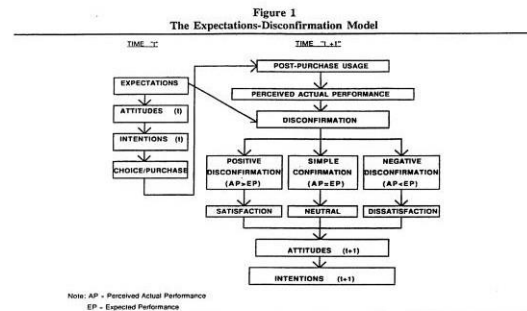 Figure 1
The Expectations-Disconfirmation Model
TIME "t"
TIME "t+1"
POST-PURCHASE USAGE
EXPECTATIONS
PERCEIVED ACTUAL PERFORMANCE
ATTITUDES (t)
DISCONFIRMATION
INTENTIONS (t)
CHOICE/PURCHASE
POSITIVE
DISCONFIRMATION
(AP>EP)
SIMPLE
CONFIRMATION
(AP=EP)
NEGATIVE
DISCONFIRMATION
(AP<EP)
SATISFACTION
NEUTRAL
DISSATISFACTION
ATTITUDES (t+1)
INTENTIONS (t+1)
Note: AP - Perceived Actual Performance
EP - Expected Performance